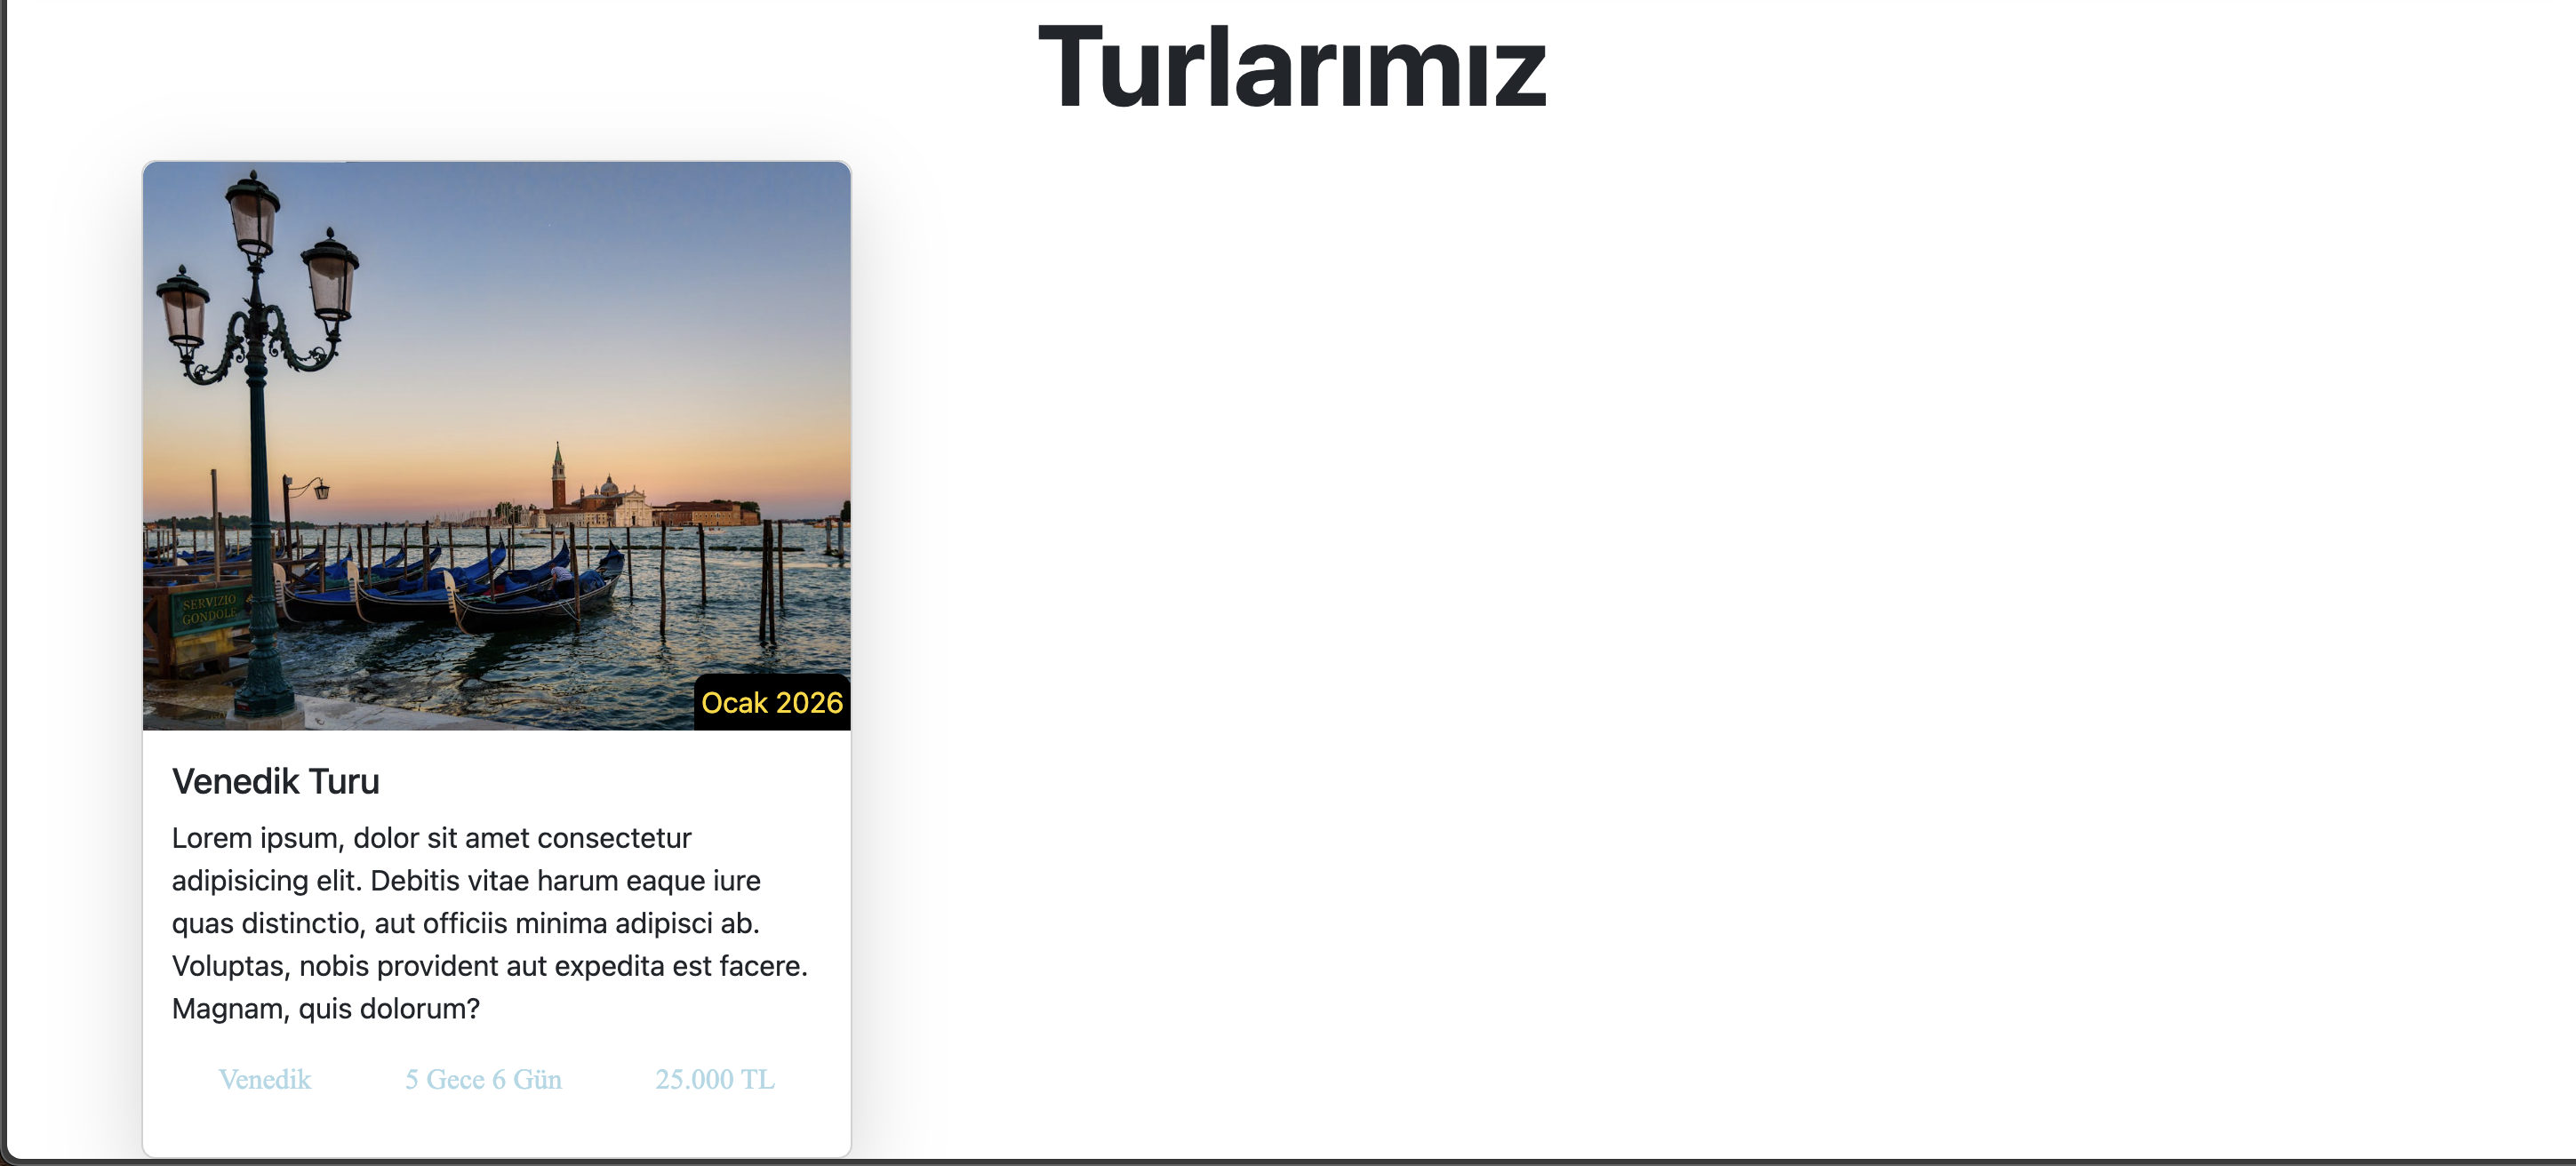 Turlarımız
SERVIZIO
GONDOLE
Ocak 2026
Venedik Turu
Lorem ipsum, dolor sit amet consectetur
adipisicing elit. Debitis vitae harum eaque iure
quas distinctio, aut officiis minima adipisci ab.
Voluptas, nobis provident aut expedita est facere.
Magnam, quis dolorum?
Venedik 5 Gece 6 Gün 25.000 TL